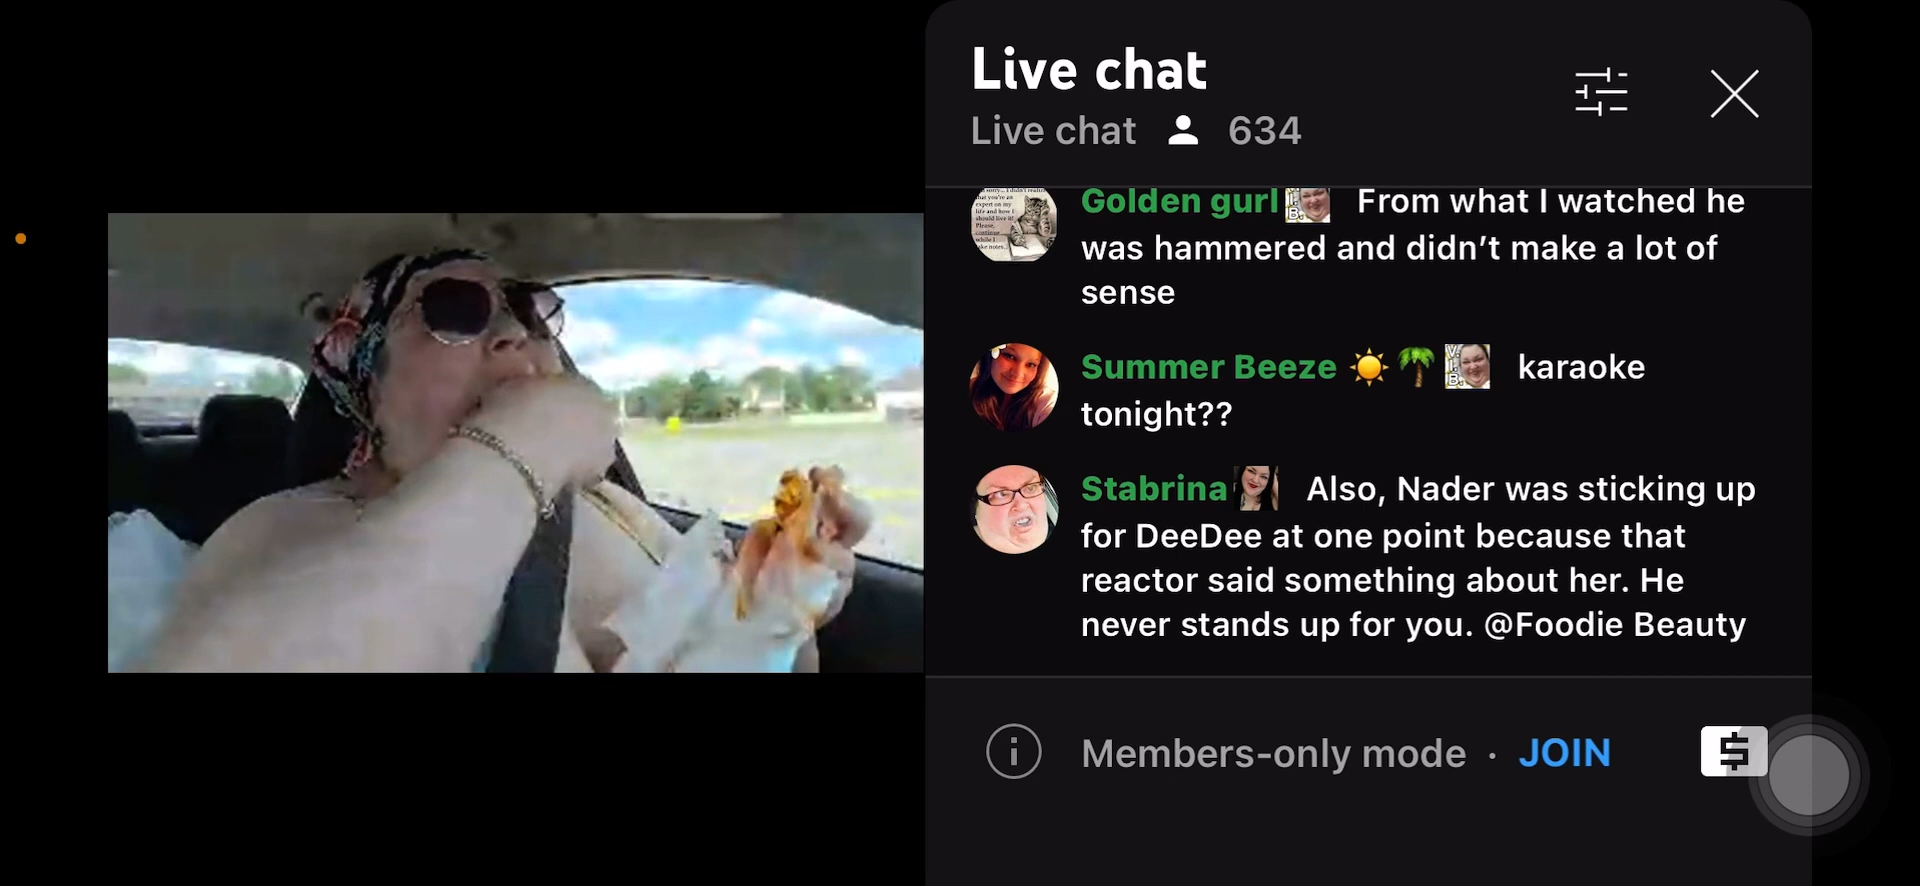 Live chat
Live chat 634
Golden gurl From what I watched he
was hammered and didn't make a lot of
sense
Summer Beeze karaoke
tonight??
Stabrina Also, Nader was sticking up
for DeeDee at one point because that
reactor said something about her. He
never stands up for you. @Foodie Beauty
Members-only mode · JOIN
$